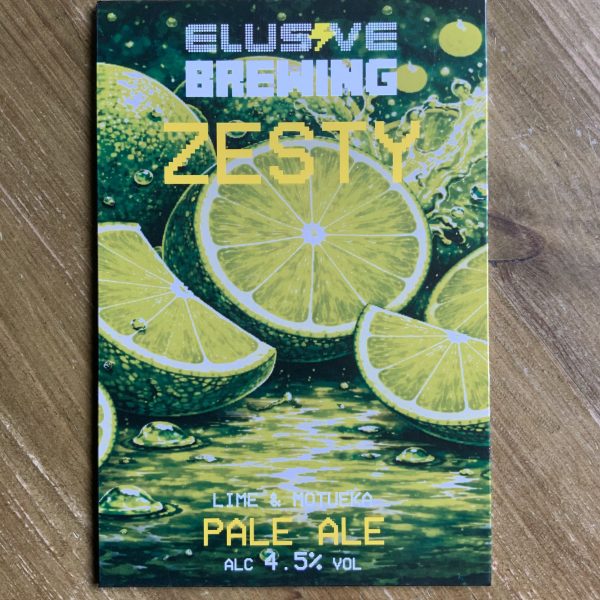 ELUSIVE
BREWING
ZESTY
LIME & MOTUEKA
PALE ALE
ALC 4.5% VOL